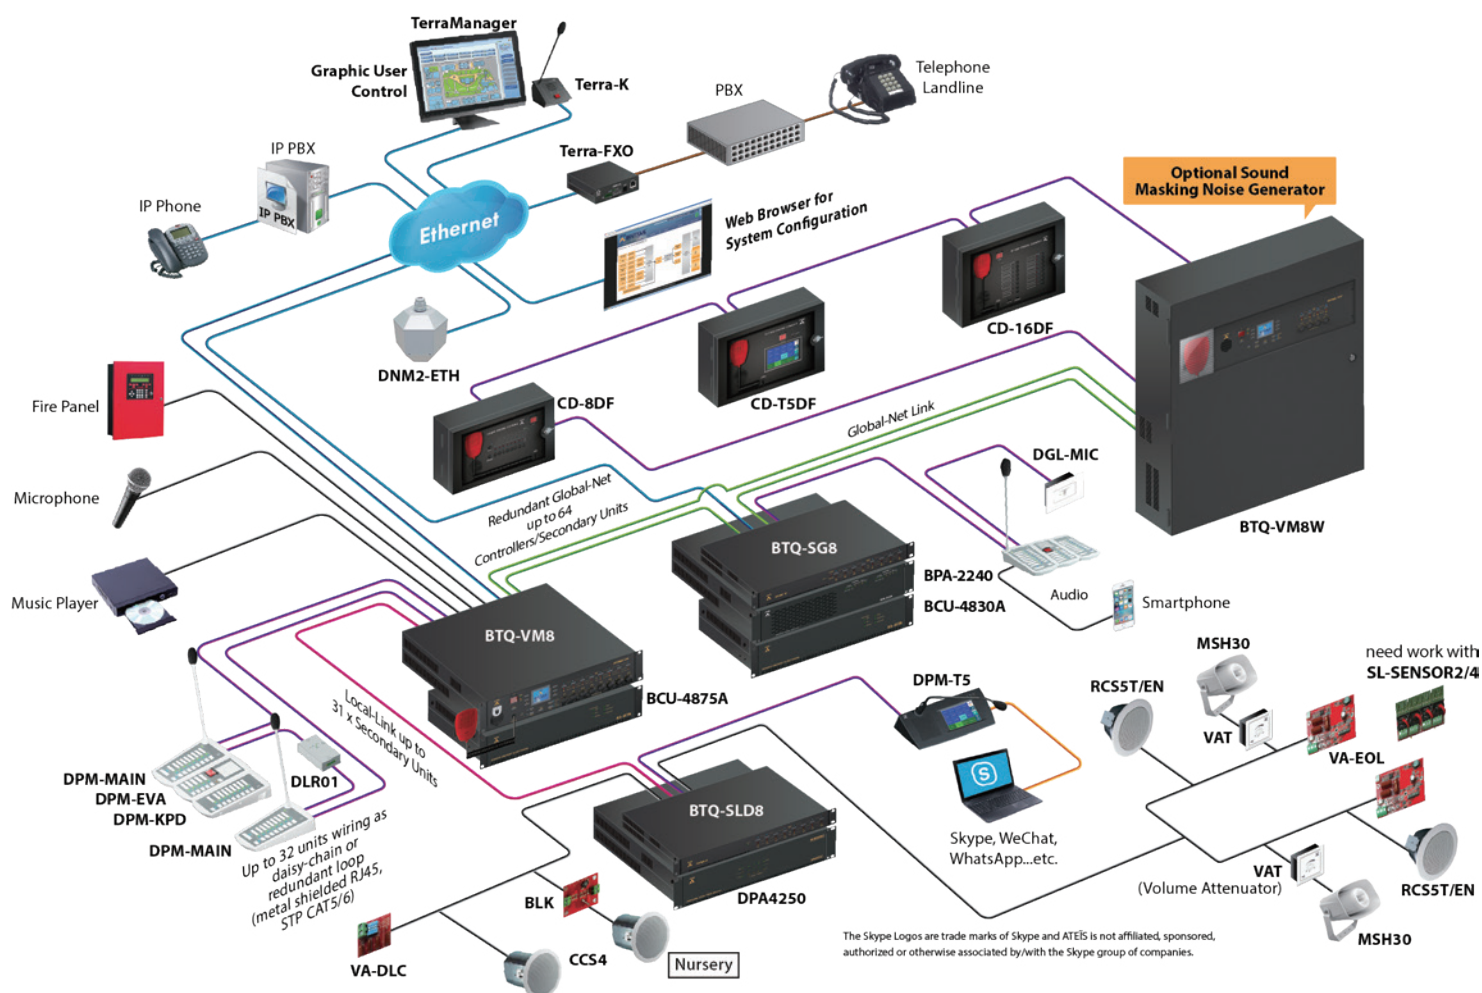 TerraManager
Graphic User
Control
Terra-K
PBX
Telephone
Landline
IP PBX
IP PBX
Terra-FXO
IP Phone
Ethernet
Web Browser for
System Configuration
Optional Sound
Masking Noise Generator
DNM2-ETH
CD-16DF
CD-T5DF
CD-8DF
Fire Panel
Global-Net Link
Microphone
DGL-MIC
Redundant Global-Net
up to 64
Controllers/Secondary Units
BTQ-VM8W
BTQ-SG8
BPA-2240
BCU-4830A
Audio
Smartphone
Music Player
BTQ-VM8
BCU-4875A
Local-Link up to
31 x Secondary Units
DPM-T5
MSH30
need work with
SL-SENSOR2/4
RCS5T/EN
VAT
VA-EOL
DPM-MAIN
DPM-EVA
DPM-KPD
DLR01
DPM-MAIN
Up to 32 units wiring as
daisy-chain or
redundant loop
(metal shielded RJ45,
STP CAT5/6)
BTQ-SLD8
DPA4250
S
Skype, WeChat,
WhatsApp...etc.
VAT
(Volume Attenuator)
RCS5T/EN
MSH30
BLK
VA-DLC
CCS4
Nursery
The Skype Logos are trade marks of Skype and ATEÏS is not affiliated, sponsored,
authorized or otherwise associated by/with the Skype group of companies.